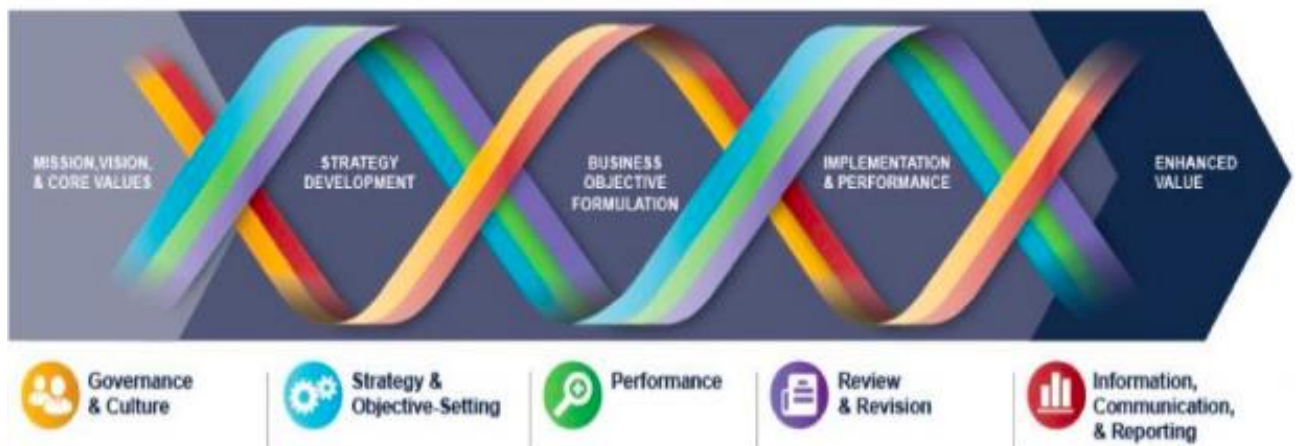 MISSION, VISION,
& CORE VALUES
STRATEGY
DEVELOPMENT
BUSINESS
OBJECTIVE
FORMULATION
IMPLEMENTATION
& PERFORMANCE
ENHANCED
VALUE
Governance
& Culture
Strategy &
Objective-Setting
Performance
Review
& Revision
Information,
Communication,
& Reporting